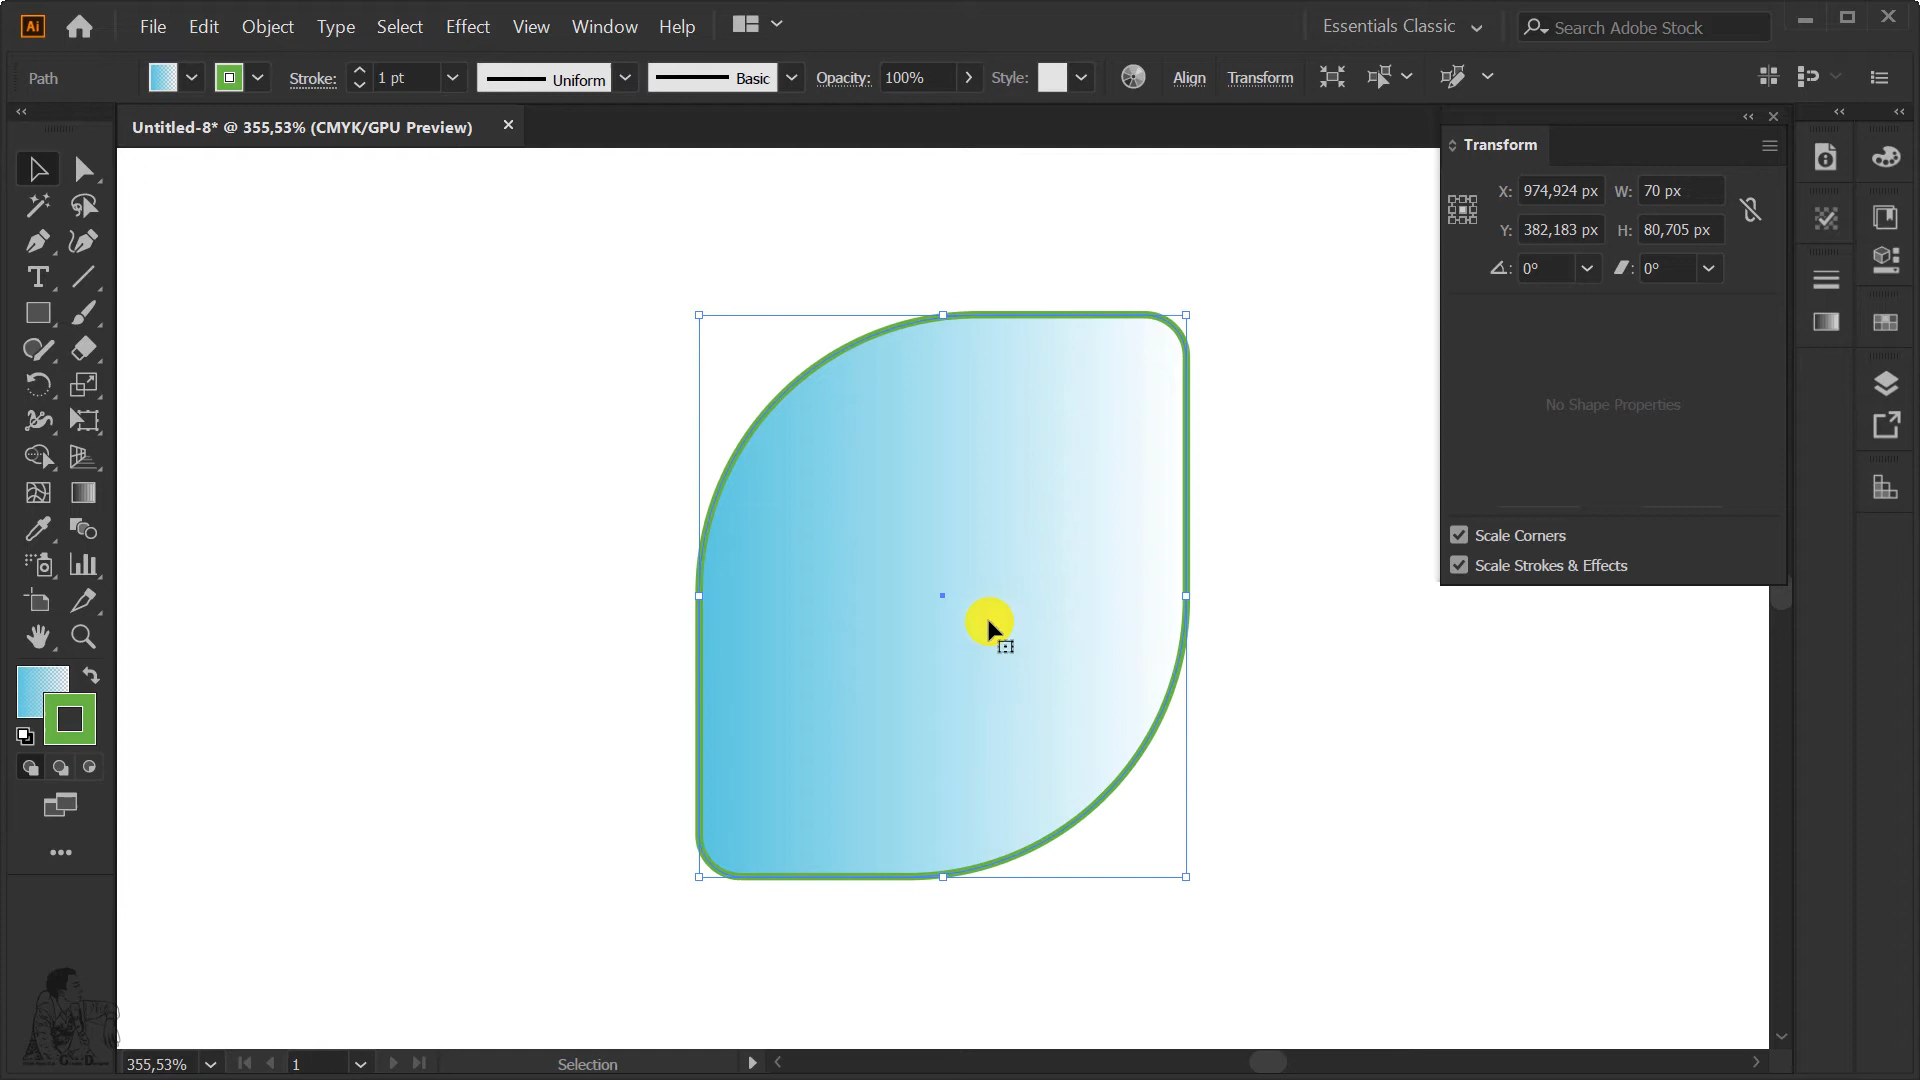 Ai File Edit Object Type Select Effect View Window Help Essentials Classic Search Adobe Stock
Path Stroke: 1 pt Uniform Basic Opacity: 100% Style: Align Transform
Untitled-8* @ 355,53% (CMYK/GPU Preview)
Transform
X: 974,924 px W: 70 px
Y: 382,183 px H: 80,705 px
0° 0°
No Shape Properties
Scale Corners
Scale Strokes & Effects
355,53% 1 Selection